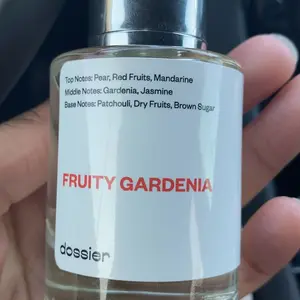 Top Notes: Pear, Red Fruits, Mandarine
Middle Notes: Gardenia, Jasmine
Base Notes: Patchouli, Dry Fruits, Brown Sugar
FRUITY GARDENIA
dossier